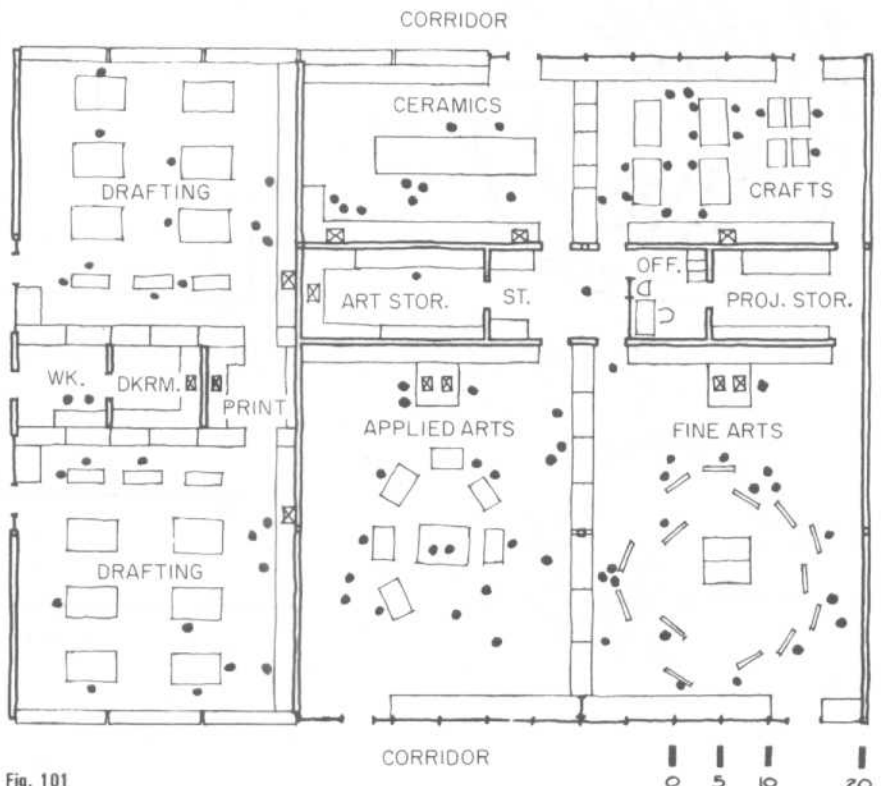 CORRIDOR
CERAMICS
DRAFTING
CRAFTS
OFF.
ART STOR.
ST.
PROJ. STOR.
WK.
DKRM.
PRINT
APPLIED ARTS
FINE ARTS
DRAFTING
CORRIDOR
Fig. 101
0
5
10
20